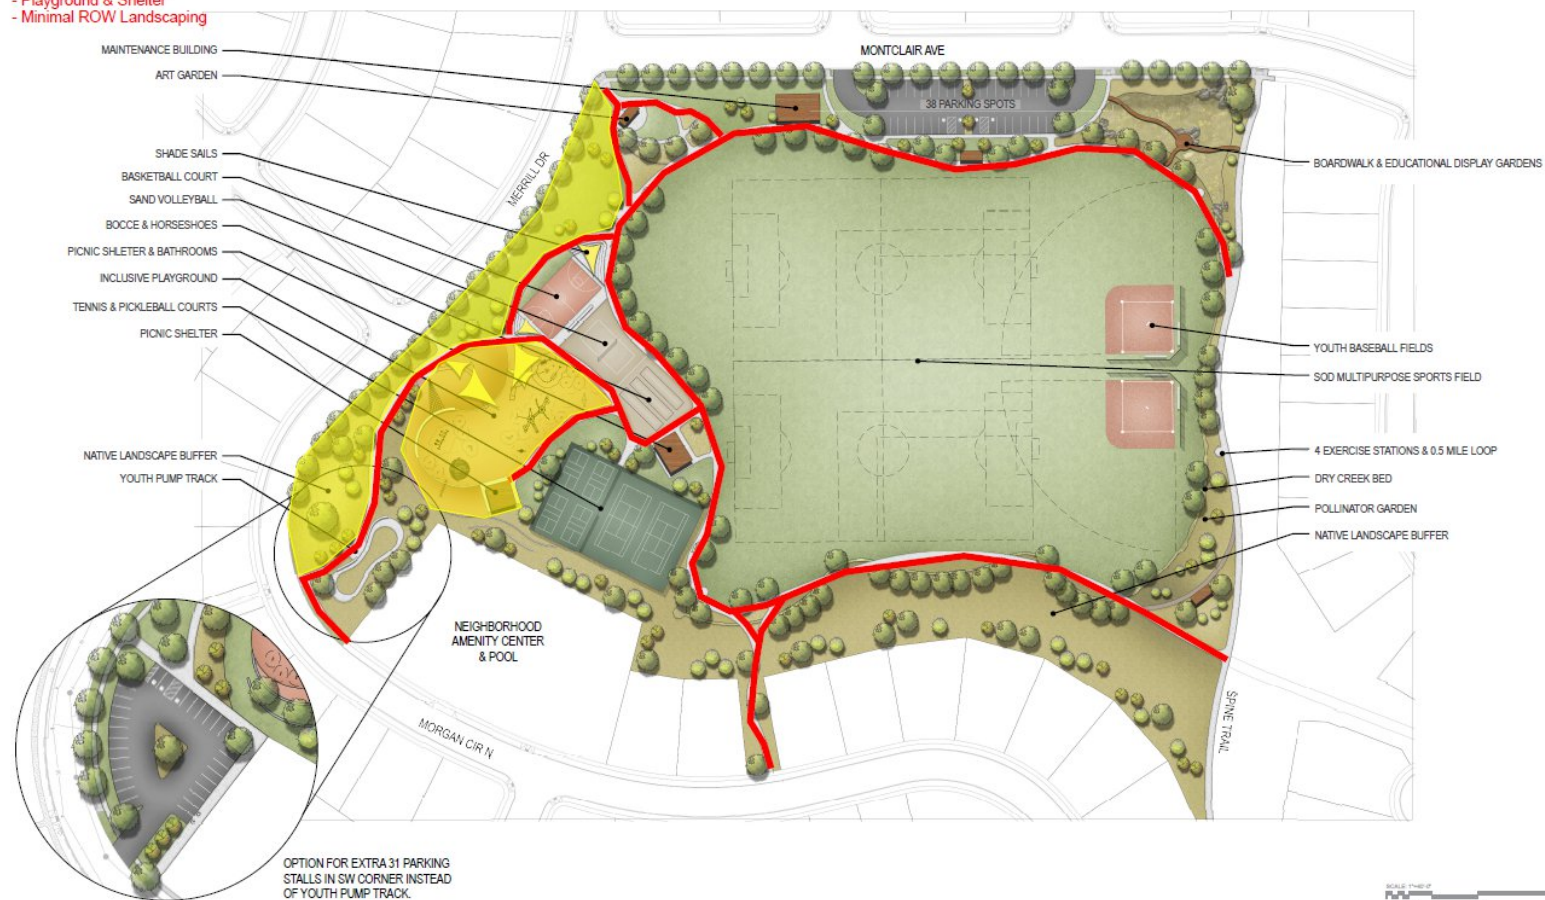 - Playground & Shelter
- Minimal ROW Landscaping
MAINTENANCE BUILDING
ART GARDEN
SHADE SAILS
BASKETBALL COURT
SAND VOLLEYBALL
BOCCE & HORSESHOES
PICNIC SHLETER & BATHROOMS
INCLUSIVE PLAYGROUND
TENNIS & PICKLEBALL COURTS
PICNIC SHELTER
NATIVE LANDSCAPE BUFFER
YOUTH PUMP TRACK
MONTCLAIR AVE
38 PARKING SPOTS
MERRILL DR
BOARDWALK & EDUCATIONAL DISPLAY GARDENS
YOUTH BASEBALL FIELDS
SOD MULTIPURPOSE SPORTS FIELD
4 EXERCISE STATIONS & 0.5 MILE LOOP
DRY CREEK BED
POLLINATOR GARDEN
NATIVE LANDSCAPE BUFFER
NEIGHBORHOOD
AMENITY CENTER
& POOL
MORGAN CIR N
SPINE TRAIL
OPTION FOR EXTRA 31 PARKING
STALLS IN SW CORNER INSTEAD
OF YOUTH PUMP TRACK.